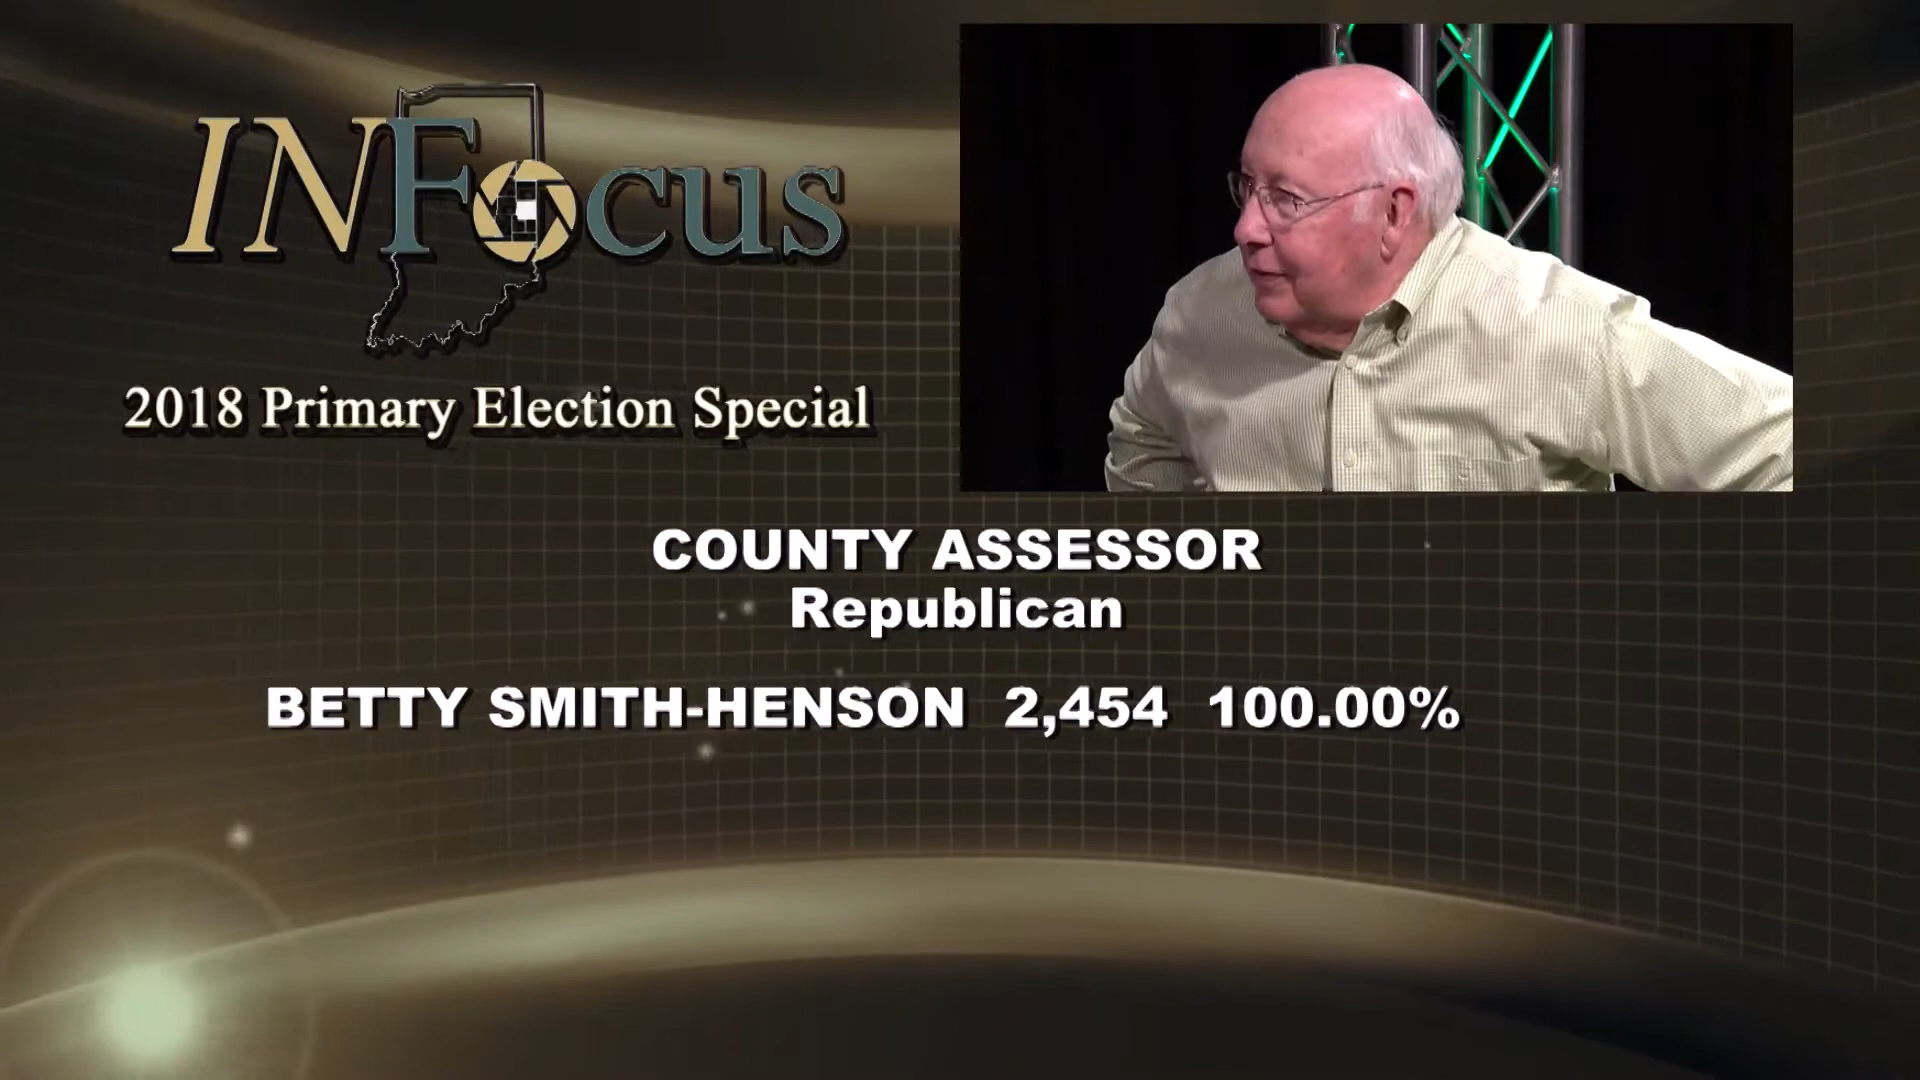 INFocus
2018 Primary Election Special
COUNTY ASSESSOR
Republican
BETTY SMITH-HENSON 2,454 100.00%